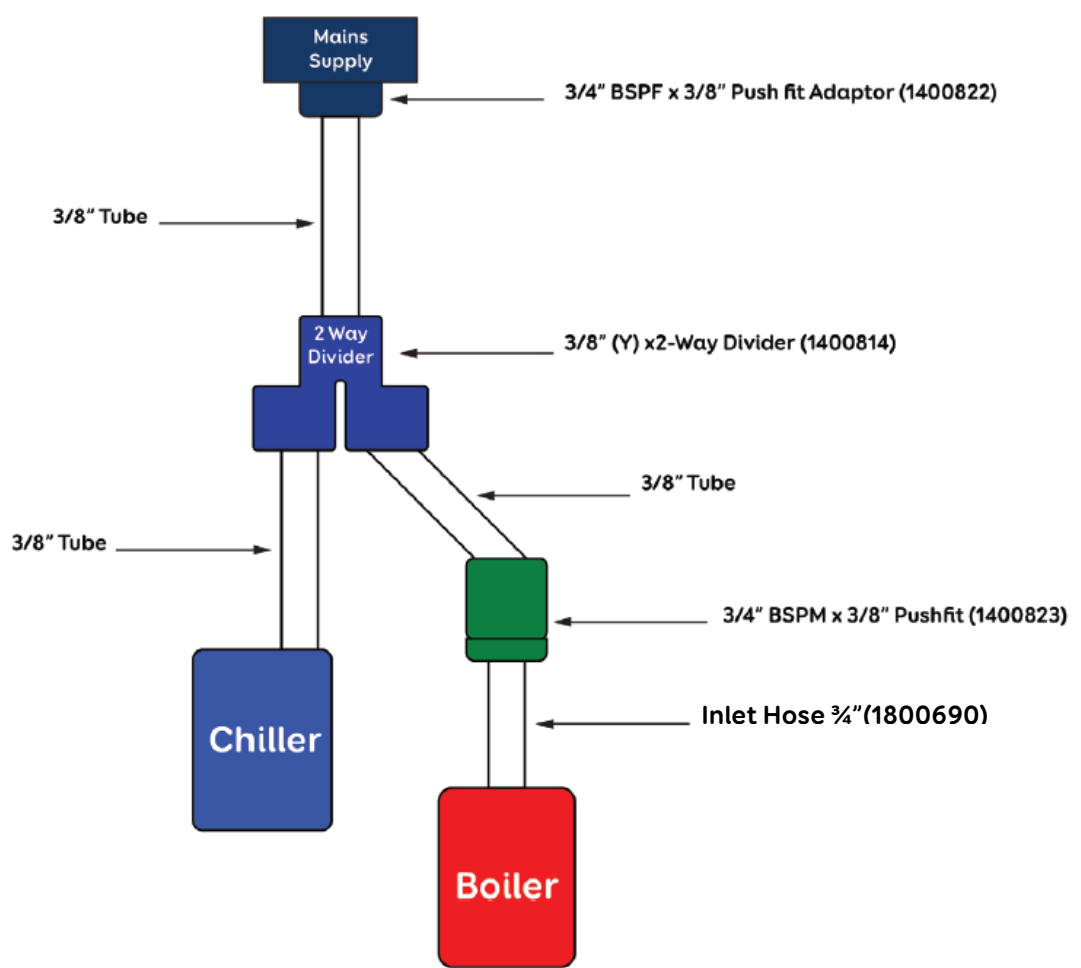 Mains
Supply
3/4" BSPF x 3/8" Push fit Adaptor (1400822)
3/8" Tube
2 Way
Divider
3/8" (Y) x2-Way Divider (1400814)
3/8" Tube
3/8" Tube
3/4" BSPM x 3/8" Pushfit (1400823)
Inlet Hose ¾"(1800690)
Chiller
Boiler